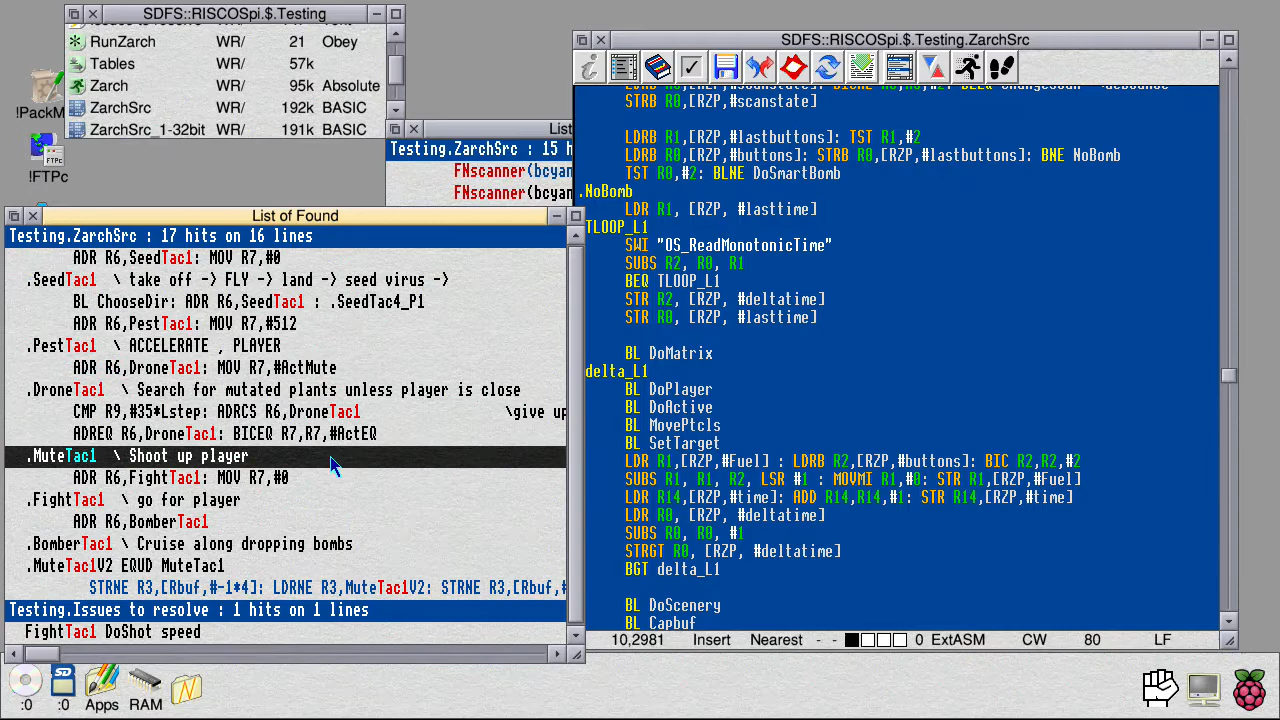 SDFS::RISCOSpi.$.Testing
RunZarch WR/ 21 Obey
Tables WR/ 57k
Zarch WR/ 95k Absolute
ZarchSrc WR/ 192k BASIC
ZarchSrc_1-32bit WR/ 191k BASIC
!PackM
!FTPc
List
Testing.ZarchSrc : 15 h
FNscanner(bcyan
FNscanner(bcyan
List of Found
Testing.ZarchSrc : 17 hits on 16 lines
ADR R6,SeedTac1: MOV R7,#0
.SeedTac1 \ take off -> FLY -> land -> seed virus ->
BL ChooseDir: ADR R6,SeedTac1 : .SeedTac4_P1
ADR R6,PestTac1: MOV R7,#512
.PestTac1 \ ACCELERATE , PLAYER
ADR R6,DroneTac1: MOV R7,#ActMute
.DroneTac1 \ Search for mutated plants unless player is close
CMP R9,#35*Lstep: ADRCS R6,DroneTac1 \give up
ADREQ R6,DroneTac1: BICEQ R7,R7,#ActEQ
.MuteTac1 \ Shoot up player
ADR R6,FightTac1: MOV R7,#0
.FightTac1 \ go for player
ADR R6,BomberTac1
.BomberTac1 \ Cruise along dropping bombs
.MuteTac1V2 EQUD MuteTac1
STRNE R3,[Rbuf,#-1*4]: LDRNE R3,MuteTac1V2: STRNE R3,[Rbuf,
Testing.Issues to resolve : 1 hits on 1 lines
FightTac1 DoShot speed
SDFS::RISCOSpi.$.Testing.ZarchSrc
STRB R0,[RZP,#scanstate]
LDRB R1,[RZP,#lastbuttons]: TST R1,#2
LDRB R0,[RZP,#buttons]: STRB R0,[RZP,#lastbuttons]: BNE NoBomb
TST R0,#2: BLNE DoSmartBomb
.NoBomb
LDR R1, [RZP, #lasttime]
TLOOP_L1
SWI "OS_ReadMonotonicTime"
SUBS R2, R0, R1
BEQ TLOOP_L1
STR R2, [RZP, #deltatime]
STR R0, [RZP, #lasttime]
BL DoMatrix
delta_L1
BL DoPlayer
BL DoActive
BL MovePtcls
BL SetTarget
LDR R1,[RZP,#Fuel] : LDRB R2,[RZP,#buttons]: BIC R2,R2,#2
SUBS R1, R1, R2, LSR #1 : MOVMI R1,#0: STR R1,[RZP,#Fuel]
LDR R14,[RZP,#time]: ADD R14,R14,#1: STR R14,[RZP,#time]
LDR R0, [RZP, #deltatime]
SUBS R0, R0, #1
STRGT R0, [RZP, #deltatime]
BGT delta_L1
BL DoScenery
BL Capbuf
10,2981 Insert Nearest - - 0 ExtASM CW 80 LF
:0 :0 Apps RAM